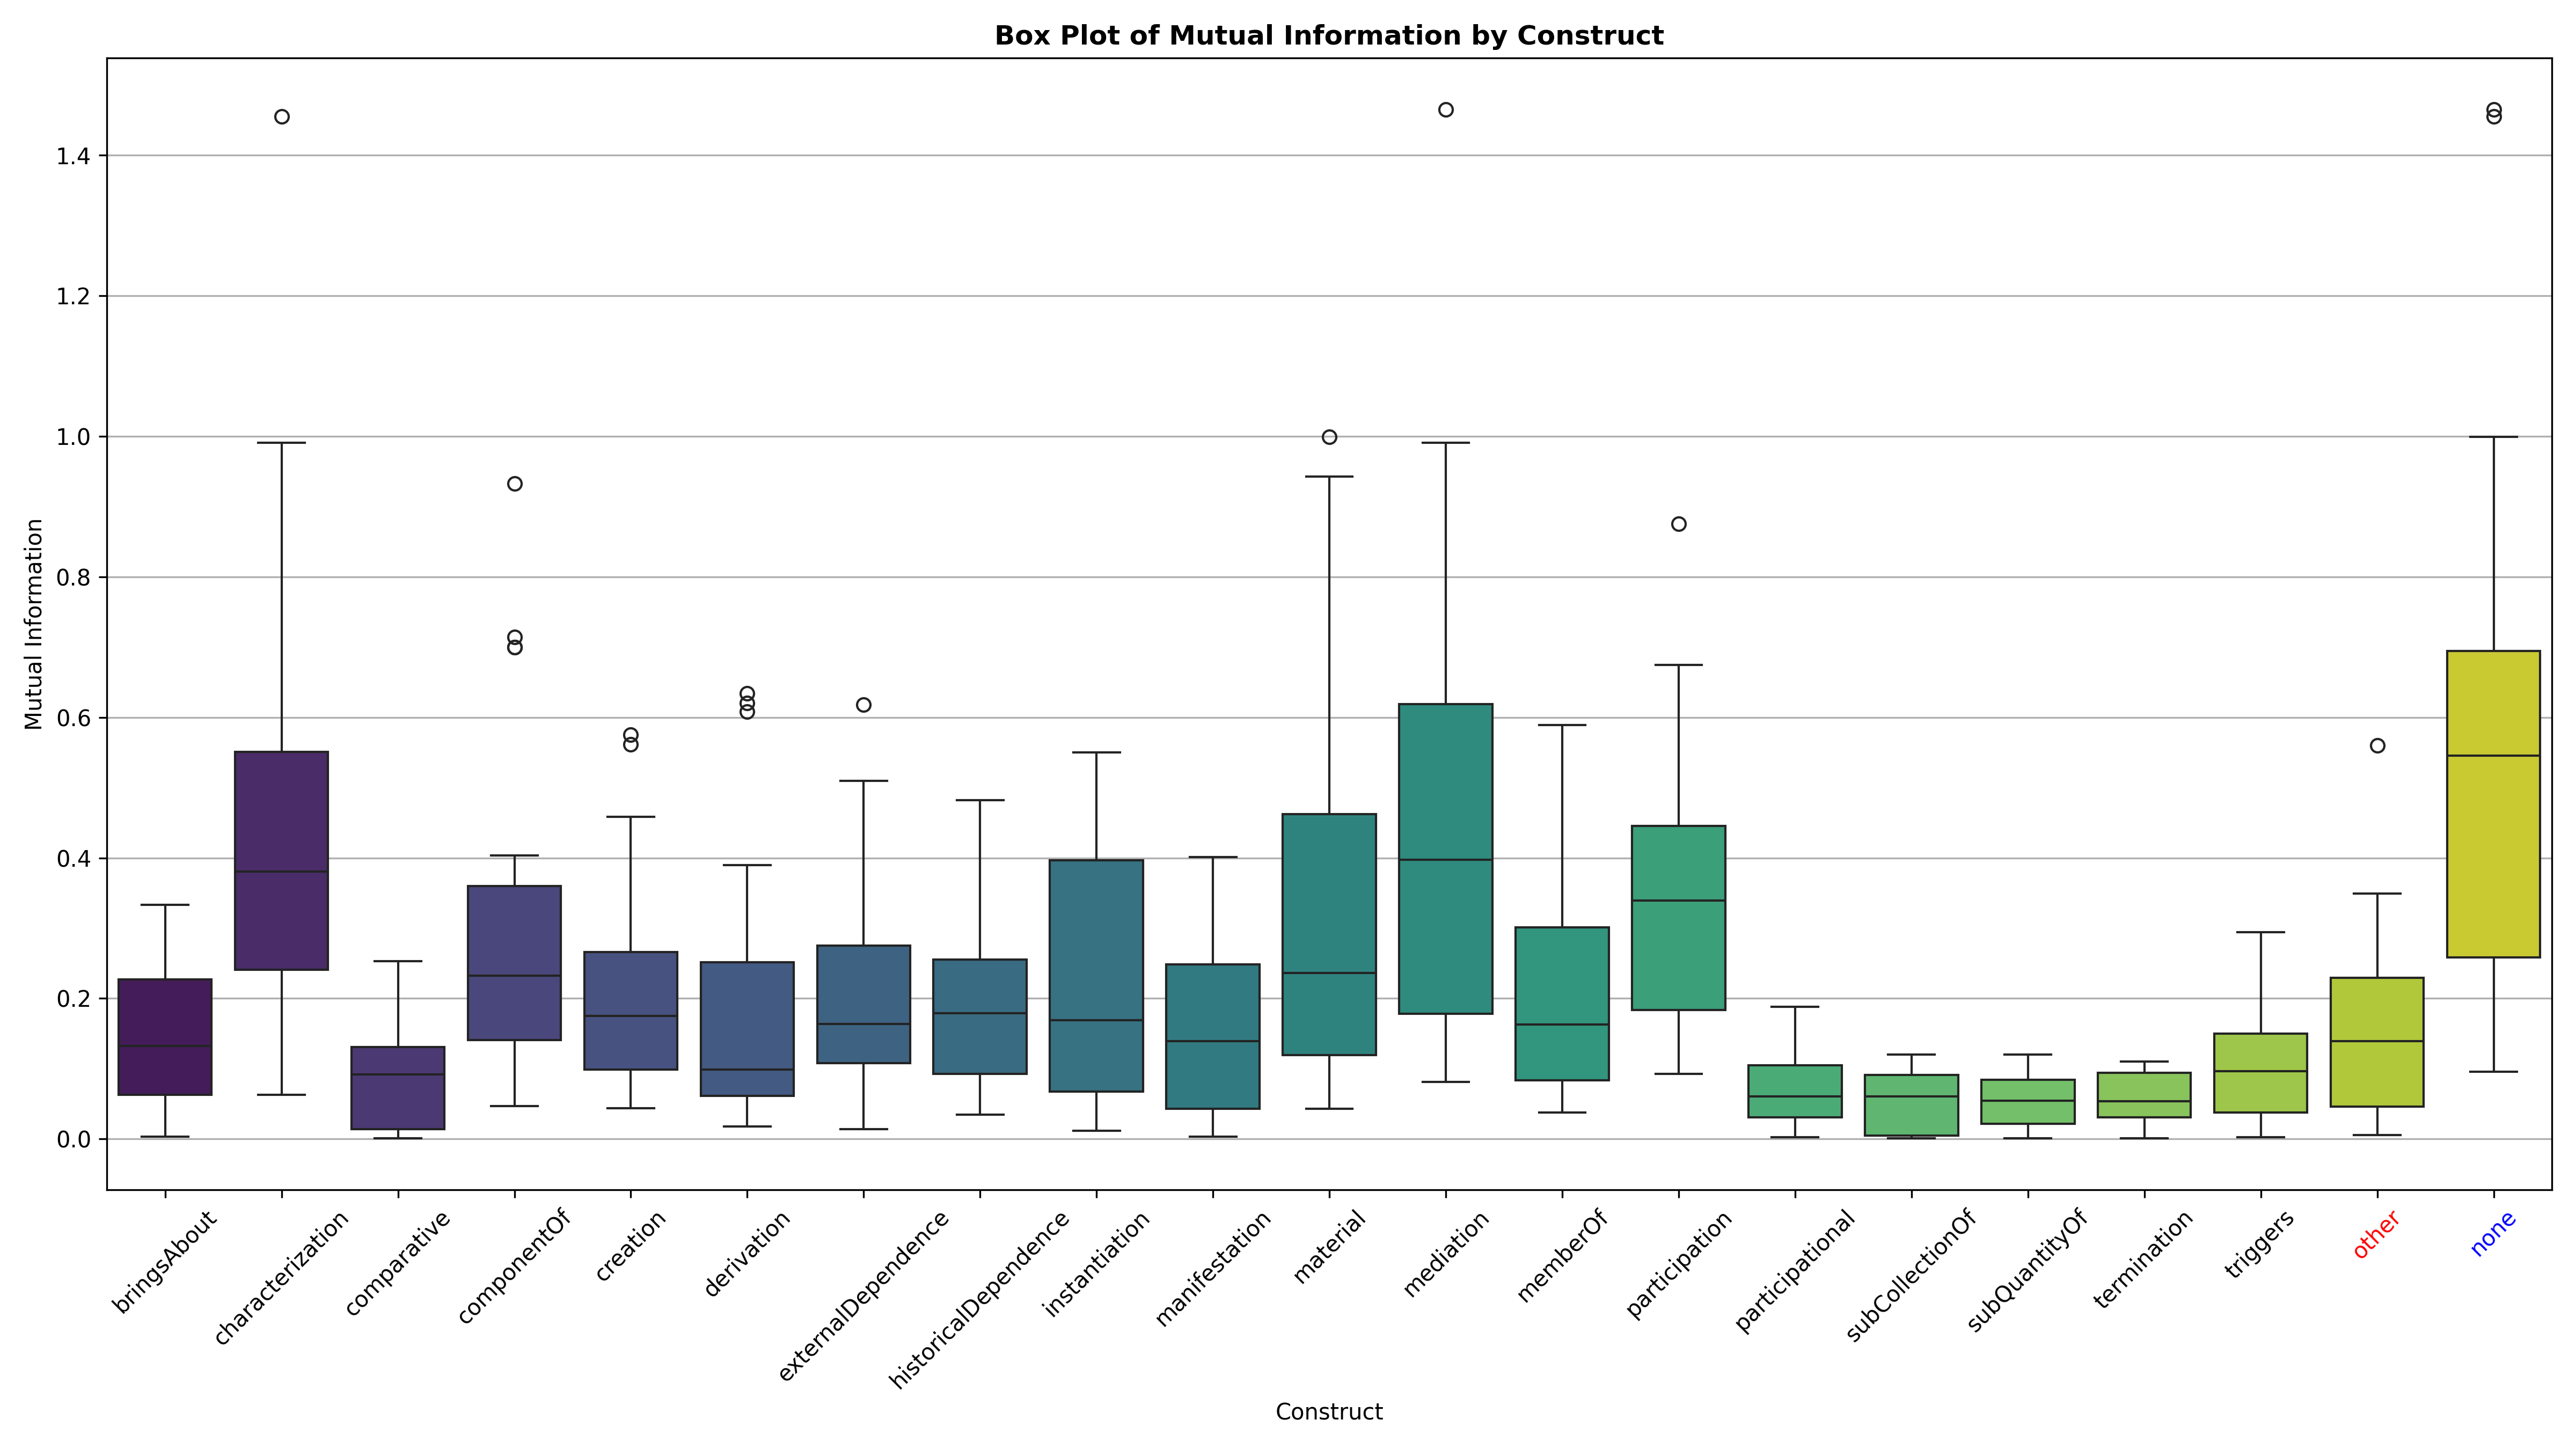 Box Plot of Mutual Information by Construct
Mutual Information
1.4
1.2
1.0
0.8
0.6
0.4
0.2
0.0
bringsAbout
characterization
comparative
componentOf
creation
derivation
externalDependence
historicalDependence
instantiation
manifestation
material
mediation
memberOf
participation
participational
subCollectionOf
subQuantityOf
termination
triggers
other
none
Construct